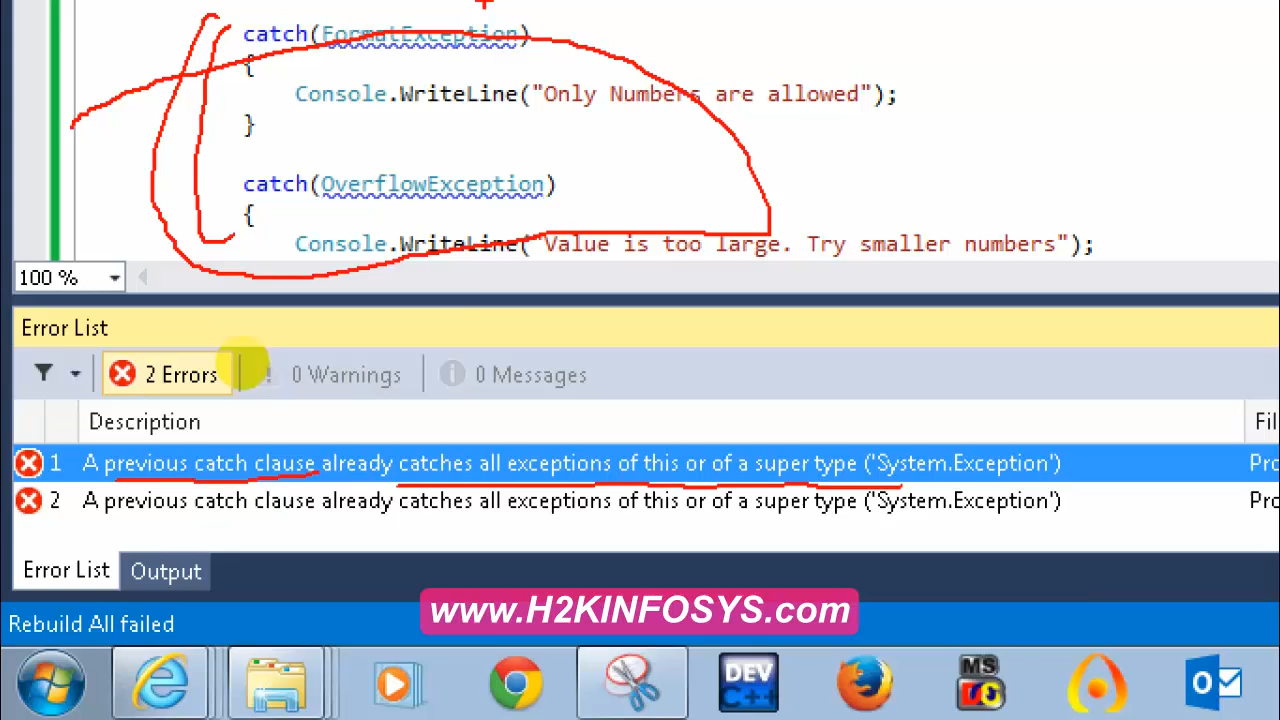 catch(FormatException)
{
Console.WriteLine("Only Numbers are allowed");
}
catch(OverflowException)
{
Console.WriteLine("Value is too large. Try smaller numbers");
100 %
Error List
2 Errors
0 Warnings
0 Messages
Description
Fil
1 A previous catch clause already catches all exceptions of this or of a super type ('System.Exception') Pro
2 A previous catch clause already catches all exceptions of this or of a super type ('System.Exception') Pro
Error List Output
www.H2KINFOSYS.com
Rebuild All failed
DEV
C++
MS